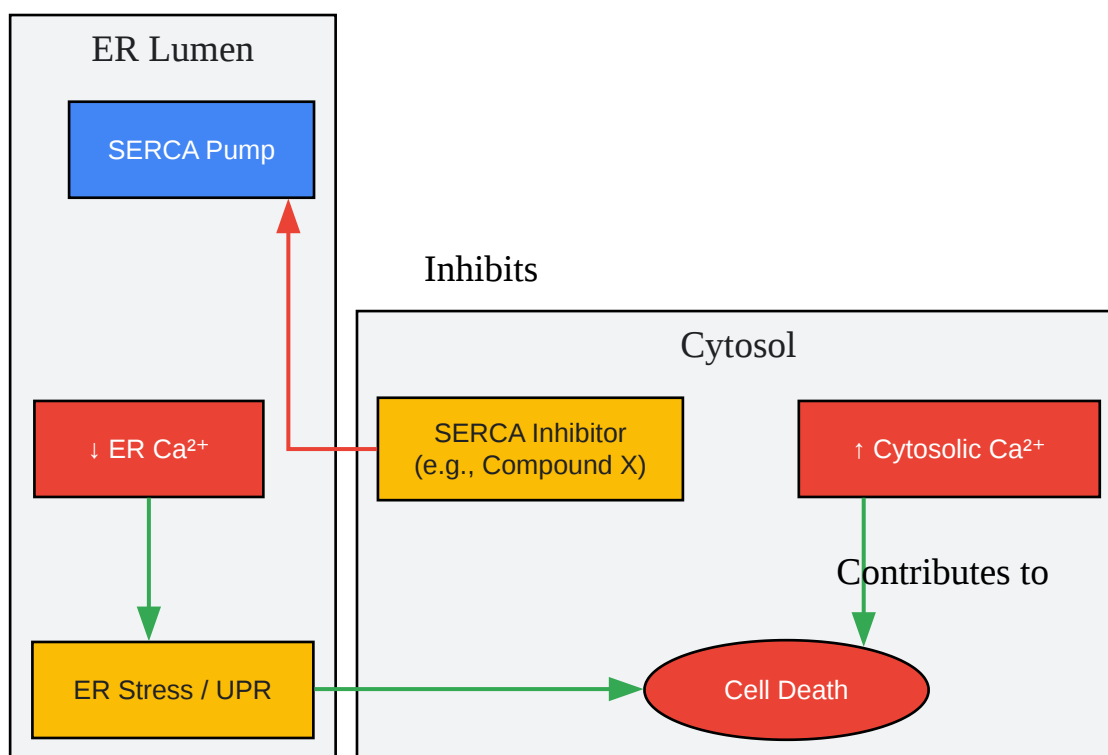 ER Lumen
SERCA Pump
Inhibits
Cytosol
↓ ER Ca²⁺
SERCA Inhibitor
(e.g., Compound X)
↑ Cytosolic Ca²⁺
Contributes to
ER Stress / UPR
Cell Death